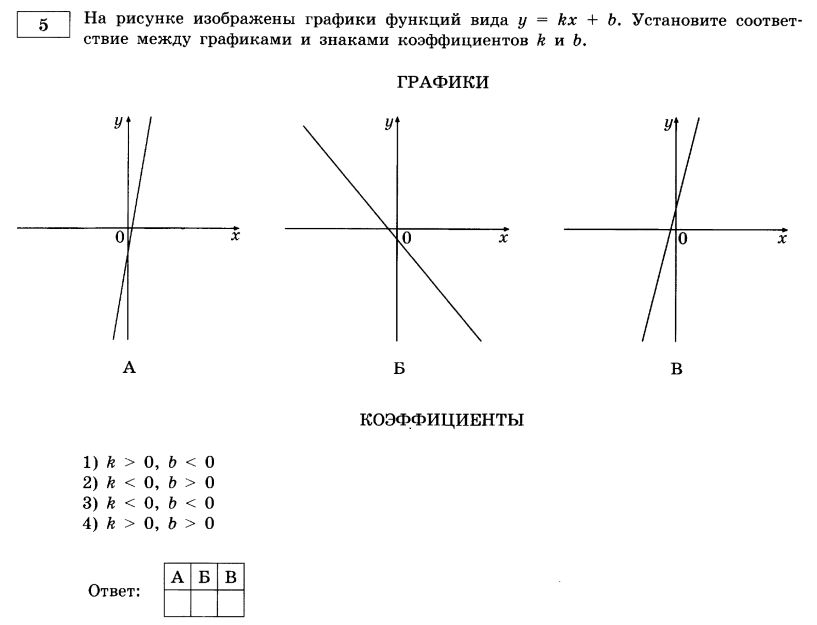 5
На рисунке изображены графики функций вида y = kx + b. Установите соответ-
ствие между графиками и знаками коэффициентов k и b.
ГРАФИКИ
y
0
x
y
0
x
y
0
x
А
Б
В
КОЭФФИЦИЕНТЫ
1) k > 0, b < 0
2) k < 0, b > 0
3) k < 0, b < 0
4) k > 0, b > 0
Ответ:
А Б В